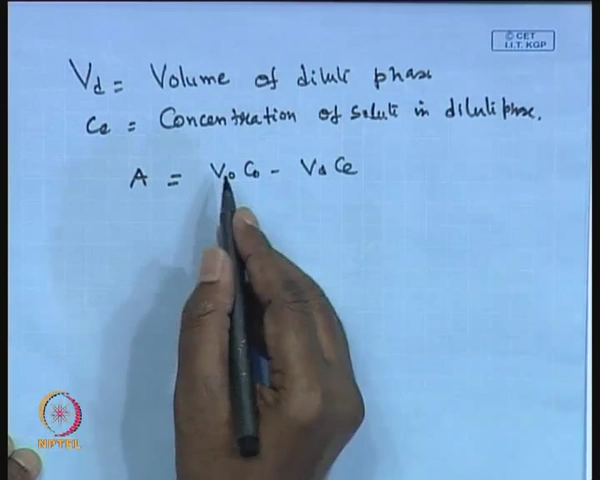 © CET
I.I.T. KGP
Vd = Volume of dilute phase
Ce = Concentration of solute in dilute phase.
A = V0 C0 - Vd Ce
NPTEL